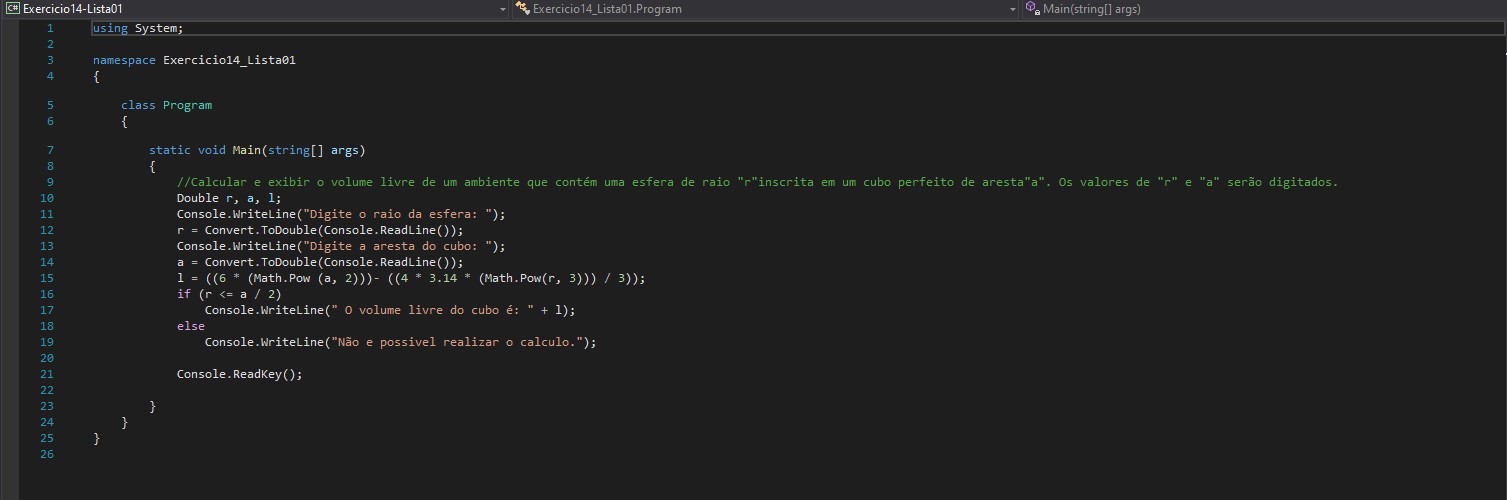 C# Exercicio14-Lista01 Exercicio14_Lista01.Program Main(string[] args)
1 using System;
2
3 namespace Exercicio14_Lista01
4 {
5 class Program
6 {
7 static void Main(string[] args)
8 {
9 //Calcular e exibir o volume livre de um ambiente que contém uma esfera de raio "r"inscrita em um cubo perfeito de aresta"a". Os valores de "r" e "a" serão digitados.
10 Double r, a, l;
11 Console.WriteLine("Digite o raio da esfera: ");
12 r = Convert.ToDouble(Console.ReadLine());
13 Console.WriteLine("Digite a aresta do cubo: ");
14 a = Convert.ToDouble(Console.ReadLine());
15 l = ((6 * (Math.Pow (a, 2)))- ((4 * 3.14 * (Math.Pow(r, 3))) / 3));
16 if (r <= a / 2)
17 Console.WriteLine(" O volume livre do cubo é: " + l);
18 else
19 Console.WriteLine("Não e possivel realizar o calculo.");
20
21 Console.ReadKey();
22
23 }
24 }
25 }
26